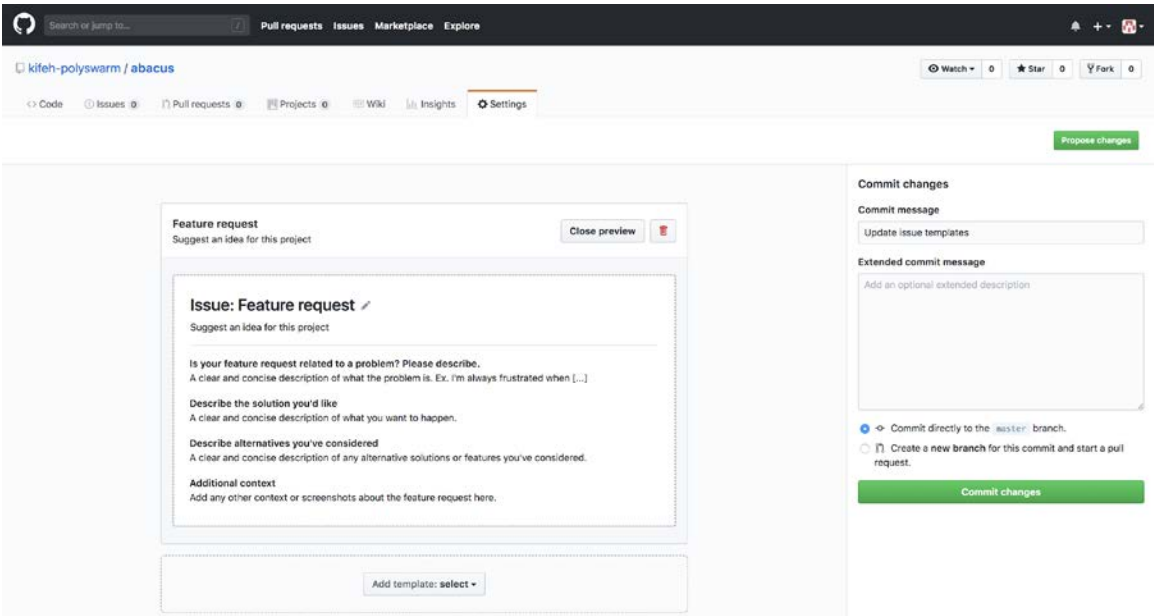 Search or jump to...
/
Pull requests Issues Marketplace Explore
kifeh-polyswarm / abacus
Watch 0 Star 0 Fork 0
Code Issues 0 Pull requests 0 Projects 0 Wiki Insights Settings
Propose changes
Feature request
Suggest an idea for this project
Close preview
Issue: Feature request
Suggest an idea for this project
Is your feature request related to a problem? Please describe.
A clear and concise description of what the problem is. Ex. I'm always frustrated when [...]
Describe the solution you'd like
A clear and concise description of what you want to happen.
Describe alternatives you've considered
A clear and concise description of any alternative solutions or features you've considered.
Additional context
Add any other context or screenshots about the feature request here.
Add template: select
Commit changes
Commit message
Update issue templates
Extended commit message
Add an optional extended description
Commit directly to the master branch.
Create a new branch for this commit and start a pull
request.
Commit changes